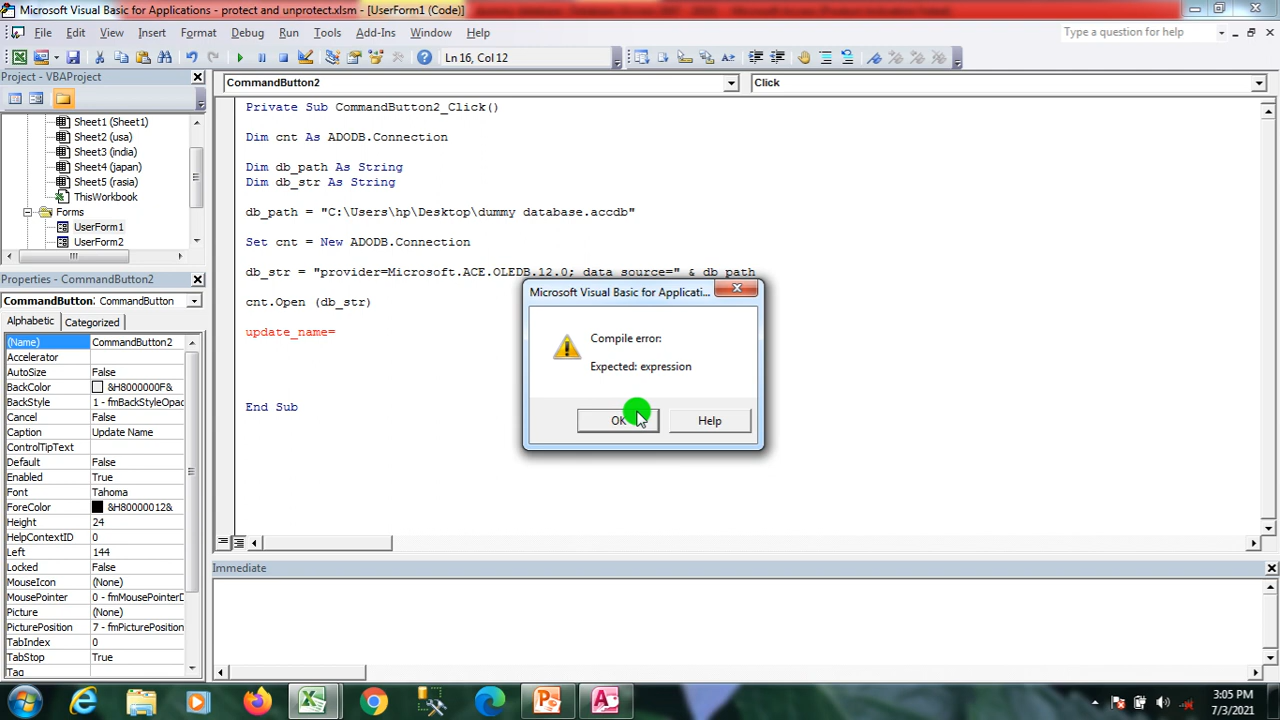 Microsoft Visual Basic for Applications - protect and unprotect.xlsm - [UserForm1 (Code)]
File Edit View Insert Format Debug Run Tools Add-Ins Window Help
Type a question for help
Ln 16, Col 12
Project - VBAProject
CommandButton2
Click
Sheet1 (Sheet1)
Sheet2 (usa)
Sheet3 (india)
Sheet4 (japan)
Sheet5 (rasia)
ThisWorkbook
Forms
UserForm1
UserForm2
Private Sub CommandButton2_Click()
Dim cnt As ADODB.Connection
Dim db_path As String
Dim db_str As String
db_path = "C:\Users\hp\Desktop\dummy database.accdb"
Set cnt = New ADODB.Connection
db_str = "provider=Microsoft.ACE.OLEDB.12.0; data source=" & db_path
cnt.Open (db_str)
update_name=
End Sub
Microsoft Visual Basic for Applicati...
Compile error:
Expected: expression
OK
Help
Properties - CommandButton2
CommandButton: CommandButton
Alphabetic Categorized
(Name) CommandButton2
Accelerator
AutoSize False
BackColor &H8000000F&
BackStyle 1 - fmBackStyleOpac
Cancel False
Caption Update Name
ControlTipText
Default False
Enabled True
Font Tahoma
ForeColor &H80000012&
Height 24
HelpContextID 0
Left 144
Locked False
MouseIcon (None)
MousePointer 0 - fmMousePointerD
Picture (None)
PicturePosition 7 - fmPicturePosition
TabIndex 0
TabStop True
Tag
Immediate
3:05 PM
7/3/2021